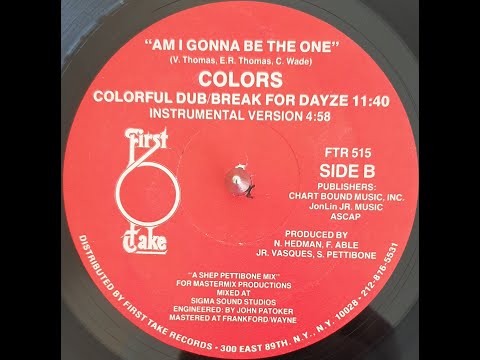 "AM I GONNA BE THE ONE"
(V. Thomas, E.R. Thomas, C. Wade)
COLORS
COLORFUL DUB/BREAK FOR DAYZE 11:40
INSTRUMENTAL VERSION 4:58
First
Take
FTR 515
SIDE B
PUBLISHERS:
CHART BOUND MUSIC, INC.
JonLin JR. MUSIC
ASCAP
PRODUCED BY
N. HEDMAN, F. ABLE
JR. VASQUES, S. PETTIBONE
"A SHEP PETTIBONE MIX"
FOR MASTERMIX PRODUCTIONS
MIXED AT
SIGMA SOUND STUDIOS
ENGINEERED: BY JOHN PATOKER
MASTERED AT FRANKFORD/WAYNE
DISTRIBUTED BY FIRST TAKE RECORDS - 300 EAST 89TH. N.Y., N.Y. 10028 - 212-876-5531